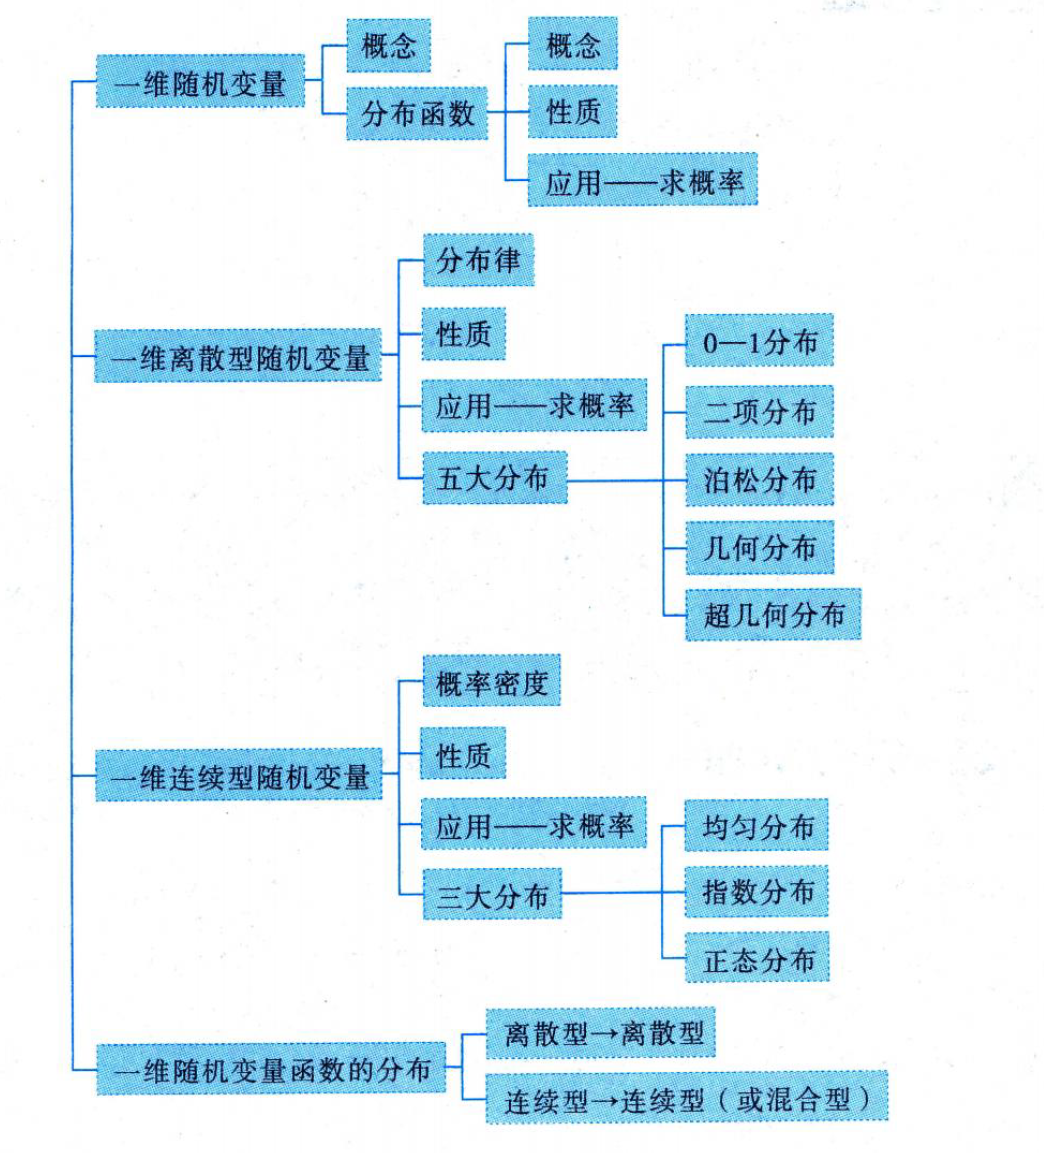 一维随机变量
概念
分布函数
概念
性质
应用——求概率
一维离散型随机变量
分布律
性质
应用——求概率
五大分布
0—1分布
二项分布
泊松分布
几何分布
超几何分布
一维连续型随机变量
概率密度
性质
应用——求概率
三大分布
均匀分布
指数分布
正态分布
一维随机变量函数的分布
离散型→离散型
连续型→连续型（或混合型）